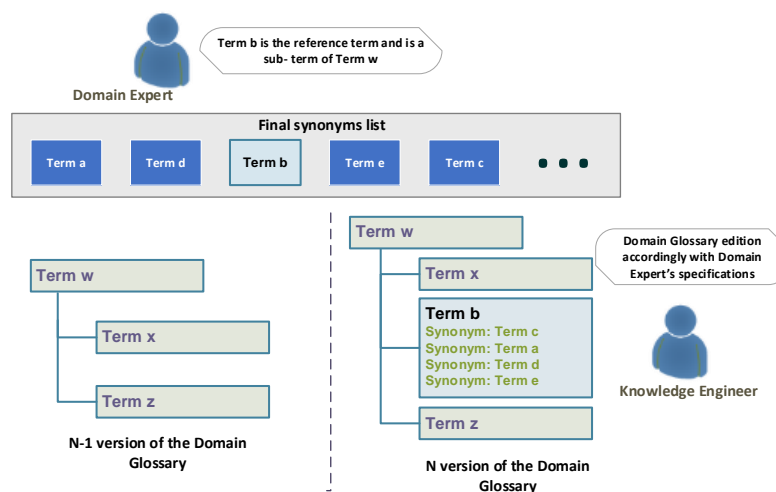 Term b is the reference term and is a
sub- term of Term w
Domain Expert
Final synonyms list
Term a
Term d
Term b
Term e
Term c
Term w
Term x
Term z
N-1 version of the Domain
Glossary
Term w
Term x
Term b
Synonym: Term c
Synonym: Term a
Synonym: Term d
Synonym: Term e
Term z
N version of the Domain
Glossary
Domain Glossary edition
accordingly with Domain
Expert's specifications
Knowledge Engineer